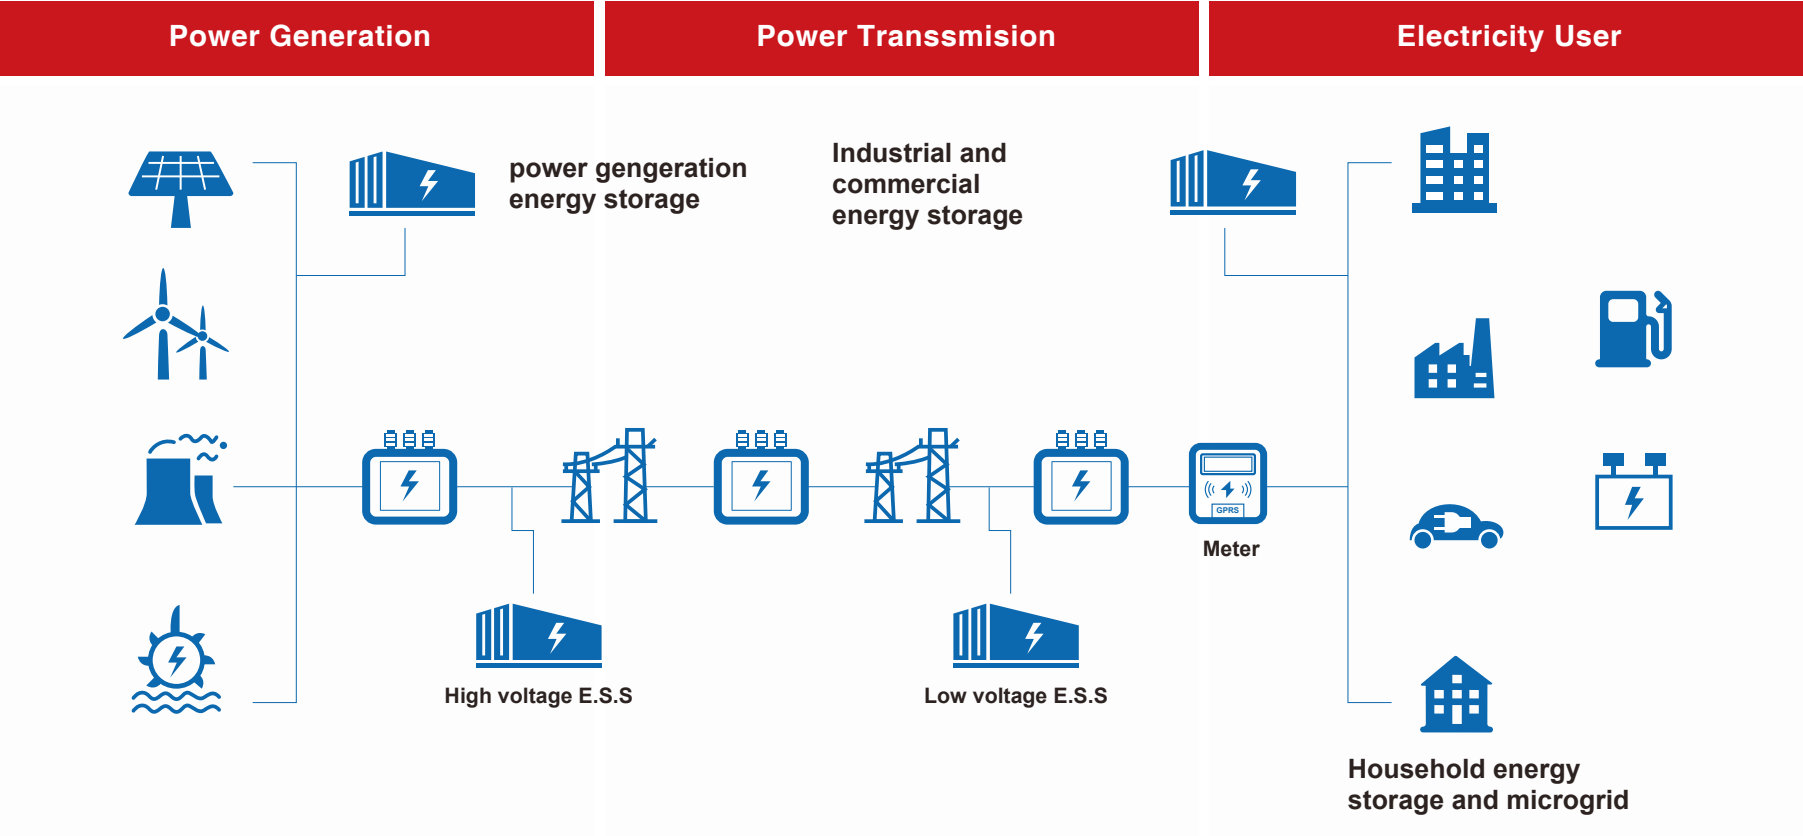 Power Generation
Power Transsmision
Electricity User
power gengeration
energy storage
Industrial and
commercial
energy storage
GPRS
Meter
High voltage E.S.S
Low voltage E.S.S
Household energy
storage and microgrid